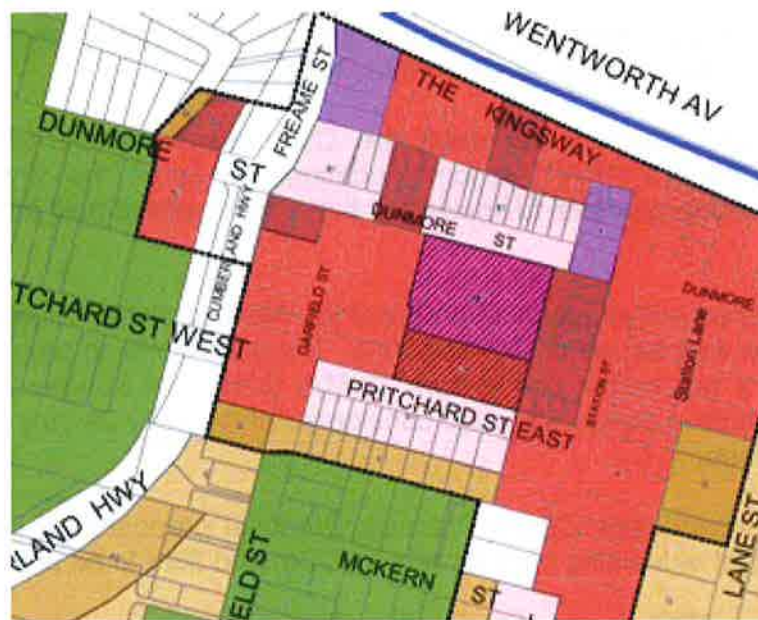 WENTWORTH AV
THE KINGSWAY
FREAME ST
DUNMORE ST
DUNMORE ST
CUMBERLAND HWY
GARFIELD ST
DUNMORE
Station Lane
STATION ST
TCHARD ST WEST
PRITCHARD ST EAST
RLAND HWY
ELD ST
MCKERN
ST
LANE ST